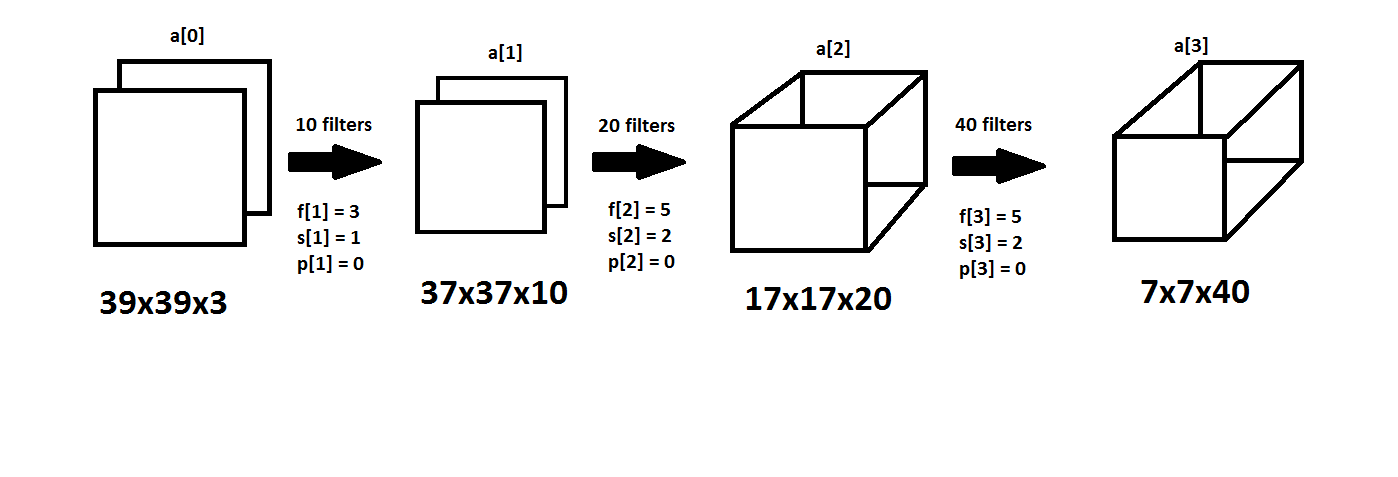 a[0]
a[1]
a[2]
a[3]
10 filters
20 filters
40 filters
f[1] = 3
s[1] = 1
p[1] = 0
f[2] = 5
s[2] = 2
p[2] = 0
f[3] = 5
s[3] = 2
p[3] = 0
39x39x3
37x37x10
17x17x20
7x7x40